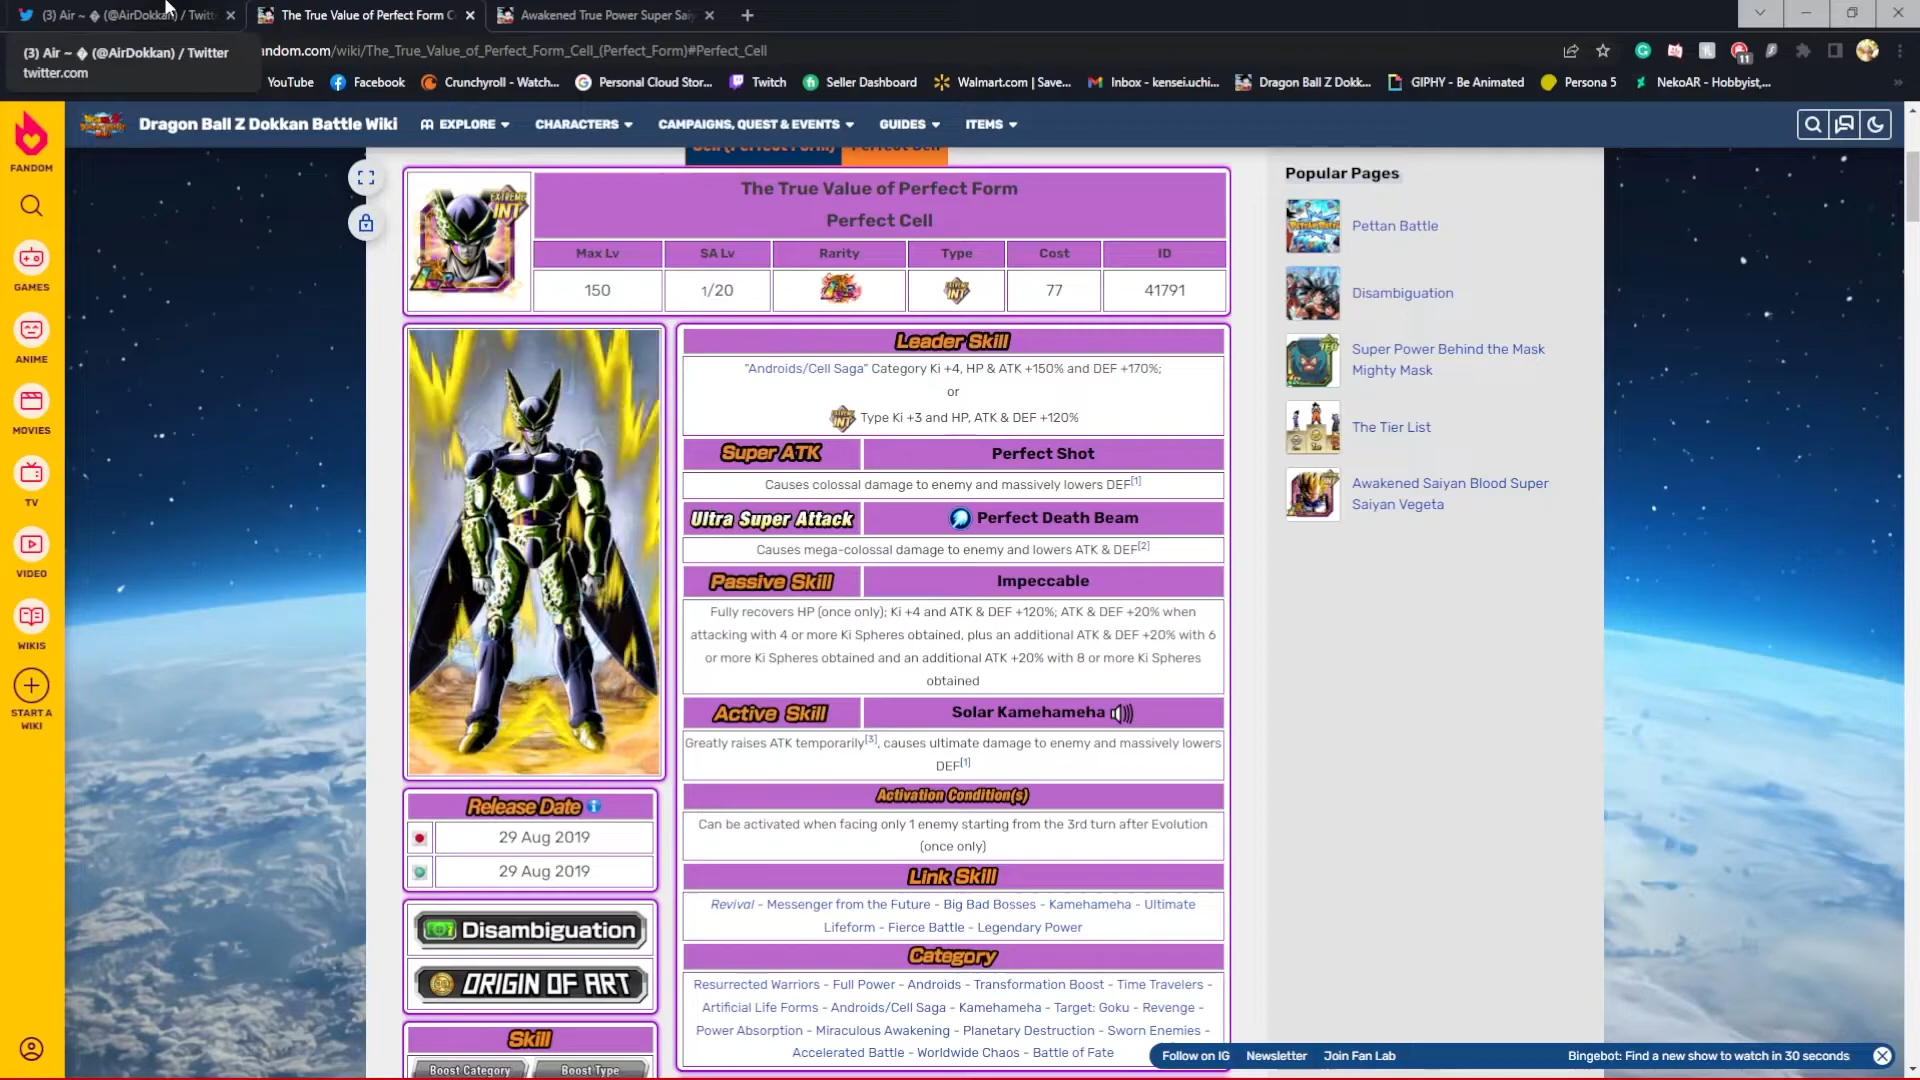 (3) Air ~ � (@AirDokkan) / Twitt
The True Value of Perfect Form C
Awakened True Power Super Sai
(3) Air ~ � (@AirDokkan) / Twitter
twitter.com
andom.com/wiki/The_True_Value_of_Perfect_Form_Cell_(Perfect_Form)#Perfect_Cell
11
YouTube
Facebook
Crunchyroll - Watch...
Personal Cloud Stor...
Twitch
Seller Dashboard
Walmart.com | Save...
Inbox - kensei.uchi...
Dragon Ball Z Dokk...
GIPHY - Be Animated
Persona 5
NekoAR - Hobbyist,...
Dragon Ball Z Dokkan Battle Wiki
EXPLORE
CHARACTERS
CAMPAIGNS, QUEST & EVENTS
GUIDES
ITEMS
FANDOM
GAMES
ANIME
MOVIES
TV
VIDEO
WIKIS
START A
WIKI
Cell (Perfect Form)
Perfect Cell
EXTREME
INT
The True Value of Perfect Form
Perfect Cell
Max Lv
SA Lv
Rarity
Type
Cost
ID
150
1/20
EXTREME
INT
77
41791
Leader Skill
"Androids/Cell Saga" Category Ki +4, HP & ATK +150% and DEF +170%;
or
EXTREME
INT
Type Ki +3 and HP, ATK & DEF +120%
Super ATK
Perfect Shot
Causes colossal damage to enemy and massively lowers DEF[1]
Ultra Super Attack
Perfect Death Beam
Causes mega-colossal damage to enemy and lowers ATK & DEF[2]
Passive Skill
Impeccable
Fully recovers HP (once only); Ki +4 and ATK & DEF +120%; ATK & DEF +20% when
attacking with 4 or more Ki Spheres obtained, plus an additional ATK & DEF +20% with 6
or more Ki Spheres obtained and an additional ATK +20% with 8 or more Ki Spheres
obtained
Active Skill
Solar Kamehameha
Greatly raises ATK temporarily[3], causes ultimate damage to enemy and massively lowers
DEF[1]
Activation Condition(s)
Can be activated when facing only 1 enemy starting from the 3rd turn after Evolution
(once only)
Link Skill
Revival - Messenger from the Future - Big Bad Bosses - Kamehameha - Ultimate
Lifeform - Fierce Battle - Legendary Power
Category
Resurrected Warriors - Full Power - Androids - Transformation Boost - Time Travelers -
Artificial Life Forms - Androids/Cell Saga - Kamehameha - Target: Goku - Revenge -
Power Absorption - Miraculous Awakening - Planetary Destruction - Sworn Enemies -
Accelerated Battle - Worldwide Chaos - Battle of Fate
Release Date
29 Aug 2019
29 Aug 2019
Disambiguation
ORIGIN OF ART
Skill
Boost Category
Boost Type
Popular Pages
Pettan Battle
Disambiguation
Super Power Behind the Mask
Mighty Mask
The Tier List
Awakened Saiyan Blood Super
Saiyan Vegeta
Follow on IG
Newsletter
Join Fan Lab
Bingebot: Find a new show to watch in 30 seconds